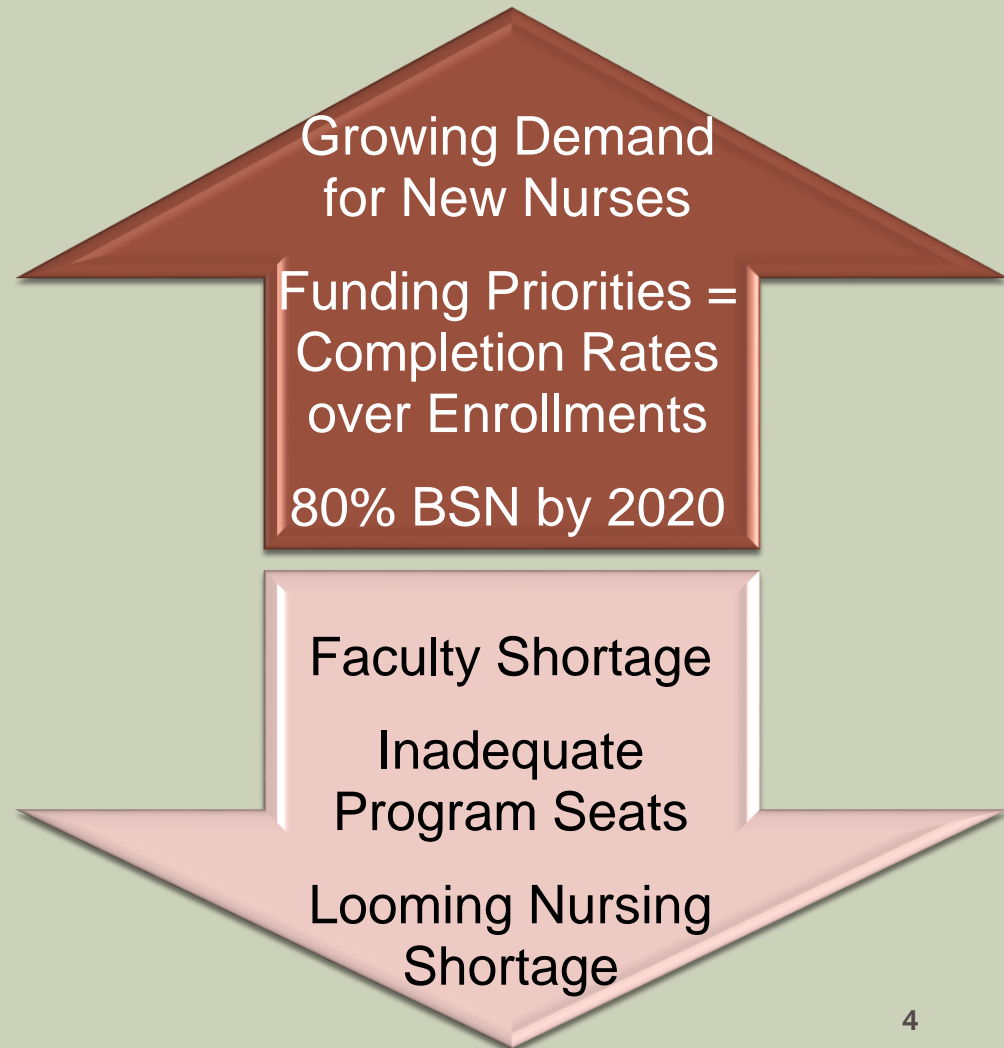 Growing Demand
for New Nurses
Funding Priorities =
Completion Rates
over Enrollments
80% BSN by 2020
Faculty Shortage
Inadequate
Program Seats
Looming Nursing
Shortage
4